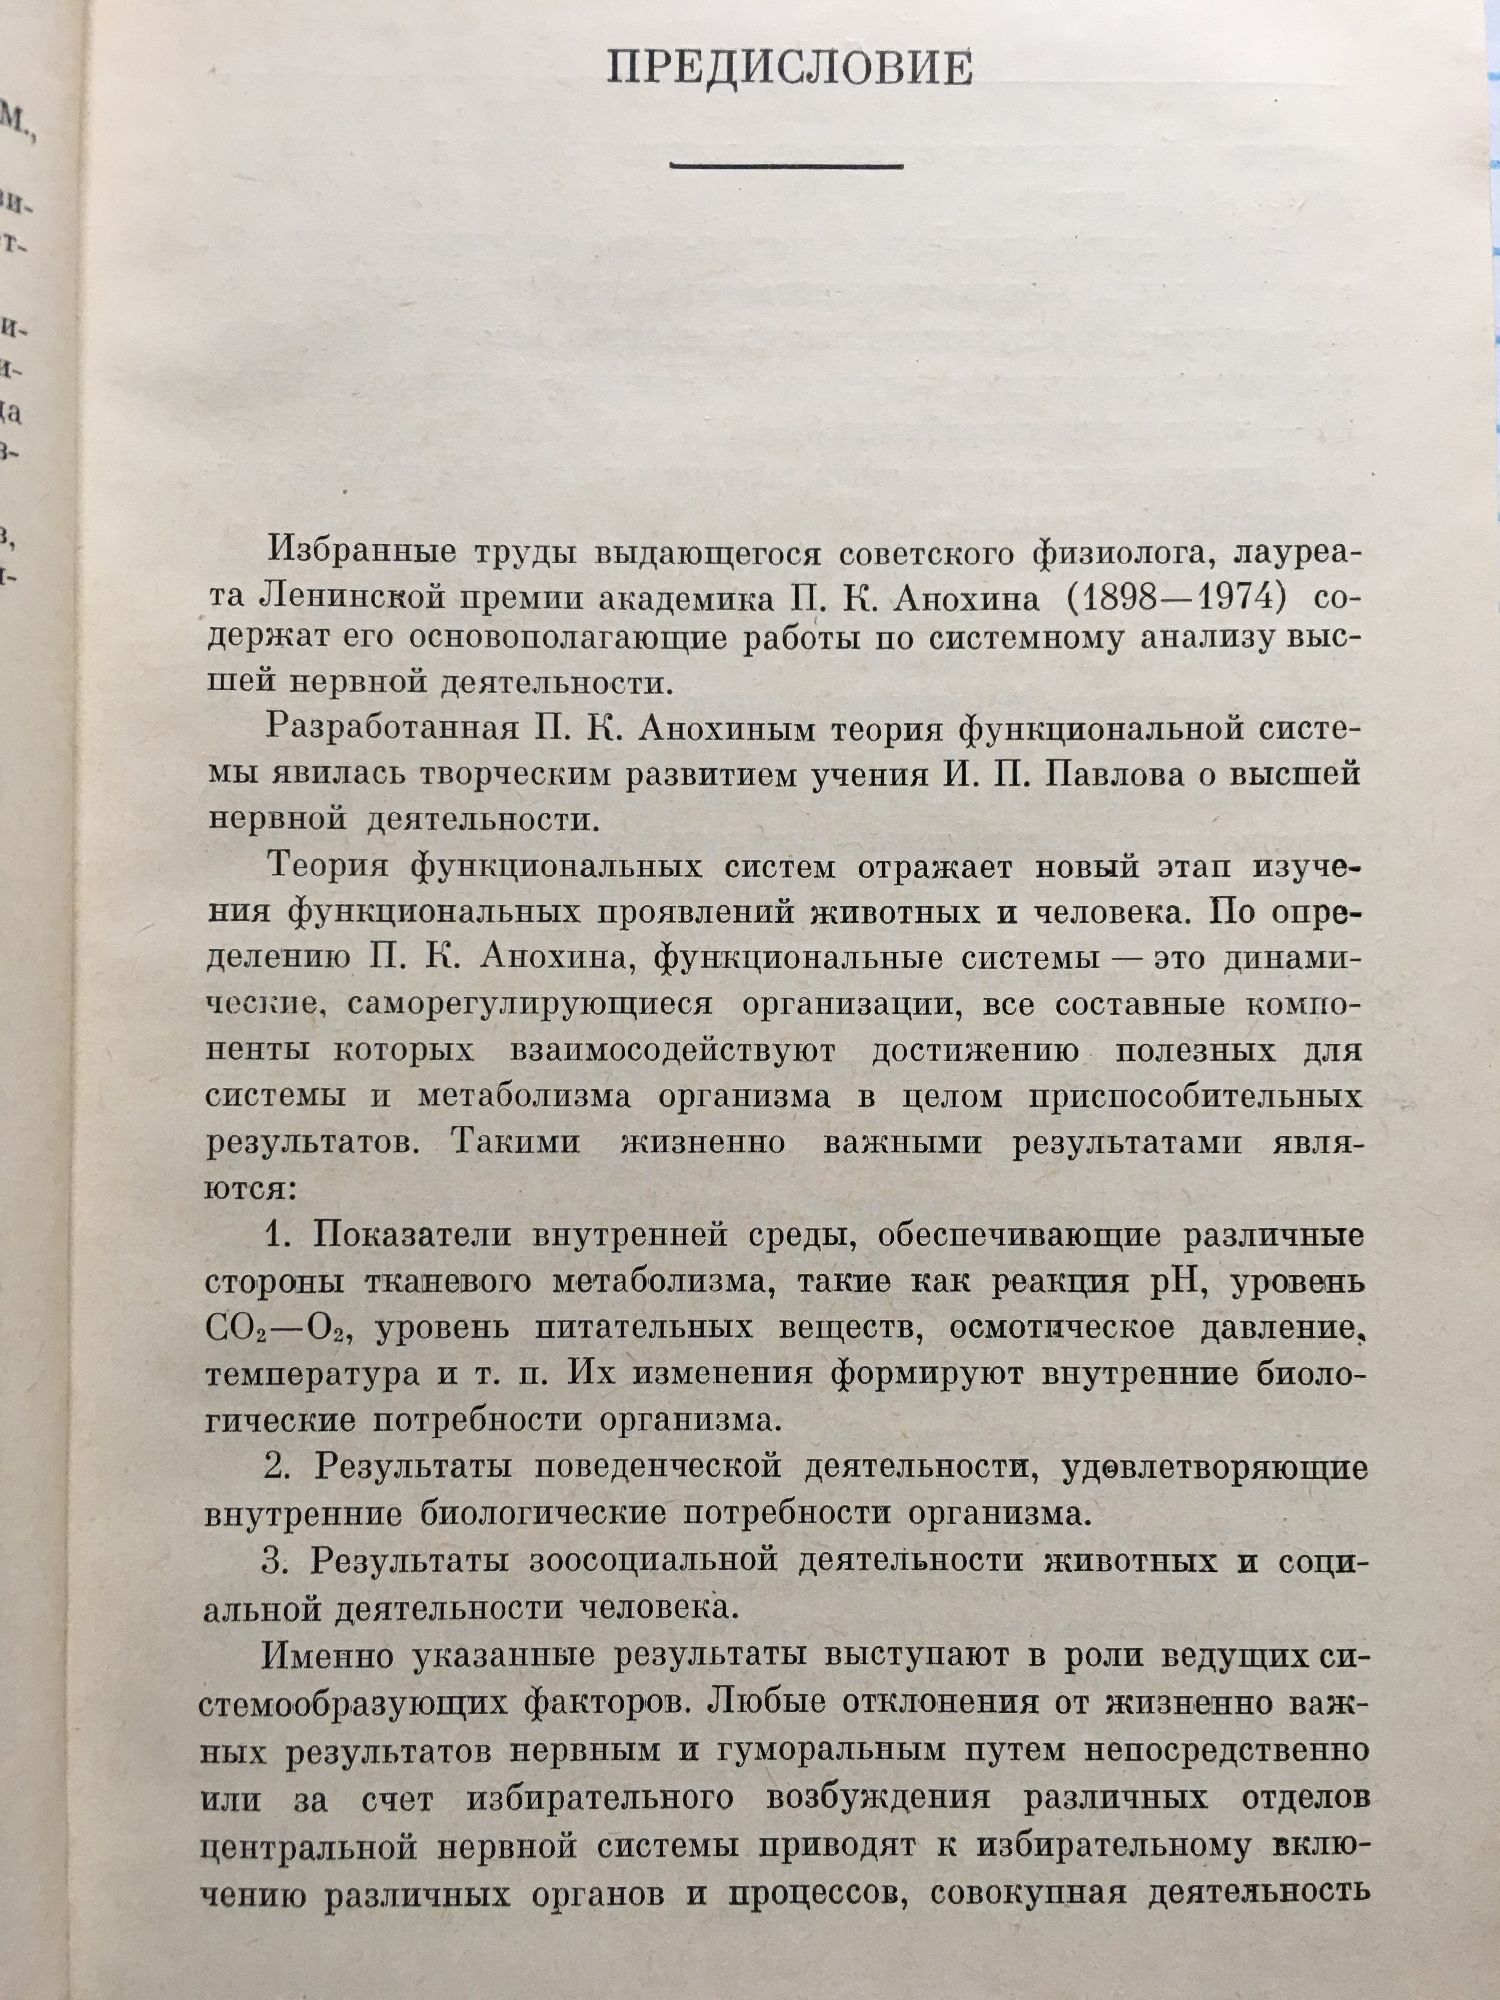 ПРЕДИСЛОВИЕ
Избранные труды выдающегося советского физиолога, лауреа-
та Ленинской премии академика П. К. Анохина (1898—1974) со-
держат его основополагающие работы по системному анализу выс-
шей нервной деятельности.
Разработанная П. К. Анохиным теория функциональной систе-
мы явилась творческим развитием учения И. П. Павлова о высшей
нервной деятельности.
Теория функциональных систем отражает новый этап изуче-
ния функциональных проявлений животных и человека. По опре-
делению П. К. Анохина, функциональные системы — это динами-
ческие, саморегулирующиеся организации, все составные компо-
ненты которых взаимосодействуют достижению полезных для
системы и метаболизма организма в целом приспособительных
результатов. Такими жизненно важными результатами явля-
ются:
1. Показатели внутренней среды, обеспечивающие различные
стороны тканевого метаболизма, такие как реакция pH, уровень
CO₂—O₂, уровень питательных веществ, осмотическое давление,
температура и т. п. Их изменения формируют внутренние биоло-
гические потребности организма.
2. Результаты поведенческой деятельности, удовлетворяющие
внутренние биологические потребности организма.
3. Результаты зоосоциальной деятельности животных и соци-
альной деятельности человека.
Именно указанные результаты выступают в роли ведущих си-
стемообразующих факторов. Любые отклонения от жизненно важ-
ных результатов нервным и гуморальным путем непосредственно
или за счет избирательного возбуждения различных отделов
центральной нервной системы приводят к избирательному вклю-
чению различных органов и процессов, совокупная деятельность